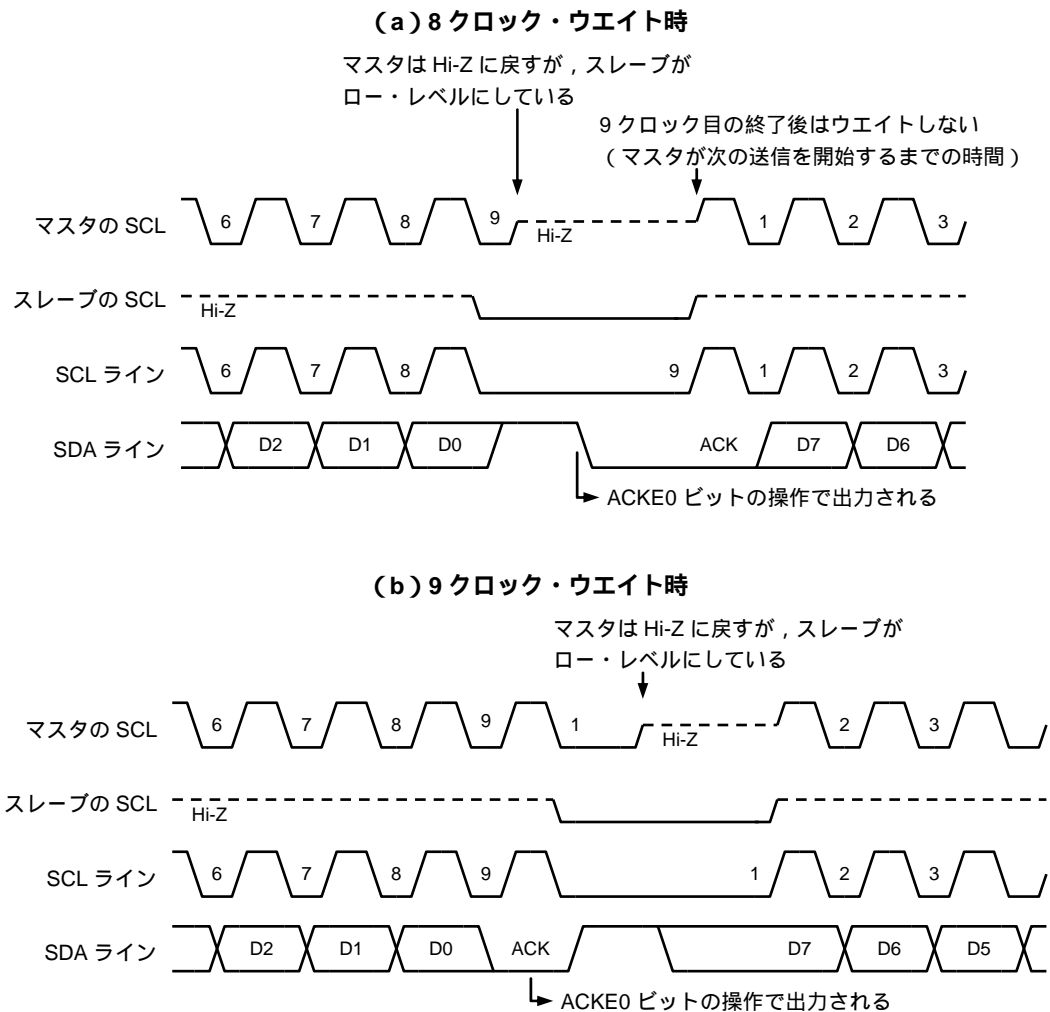 (a)8 クロック・ウエイト時
マスタは Hi-Z に戻すが，スレーブが
ロー・レベルにしている
9 クロック目の終了後はウエイトしない
(マスタが次の送信を開始するまでの時間)
マスタの SCL 6 7 8 9 Hi-Z 1 2 3
スレーブの SCL Hi-Z
SCL ライン 6 7 8 9 1 2 3
SDA ライン D2 D1 D0 ACK D7 D6
ACKE0 ビットの操作で出力される
(b)9 クロック・ウエイト時
マスタは Hi-Z に戻すが，スレーブが
ロー・レベルにしている
マスタの SCL 6 7 8 9 1 Hi-Z 2 3
スレーブの SCL Hi-Z
SCL ライン 6 7 8 9 1 2 3
SDA ライン D2 D1 D0 ACK D7 D6 D5
ACKE0 ビットの操作で出力される